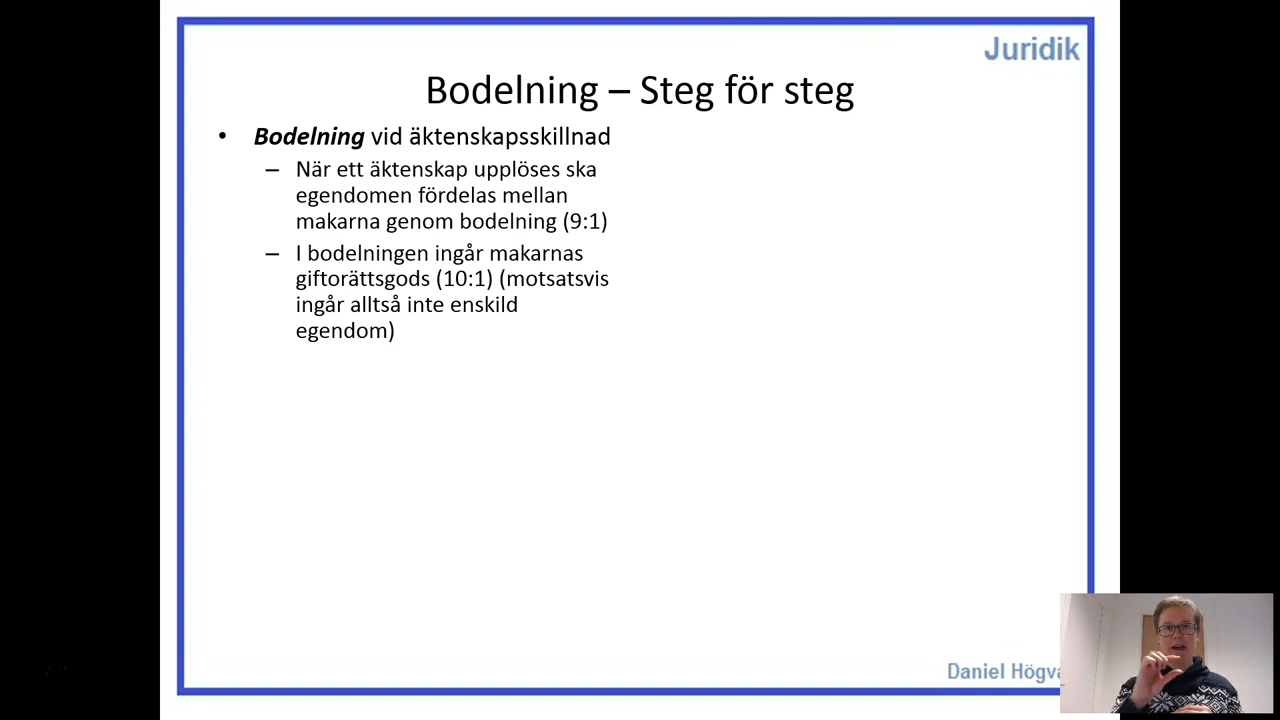 Juridik
Bodelning – Steg för steg
• Bodelning vid äktenskapsskillnad
– När ett äktenskap upplöses ska
egendomen fördelas mellan
makarna genom bodelning (9:1)
– I bodelningen ingår makarnas
giftorättsgods (10:1) (motsatsvis
ingår alltså inte enskild
egendom)
Daniel